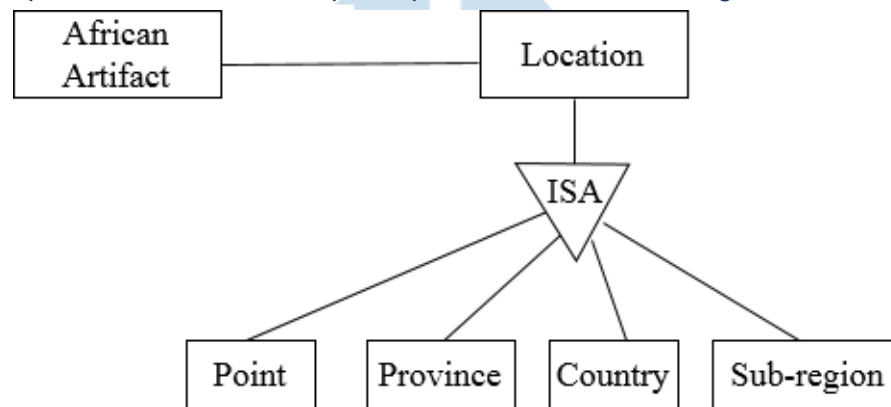 African
Artifact
Location
ISA
Point
Province
Country
Sub-region